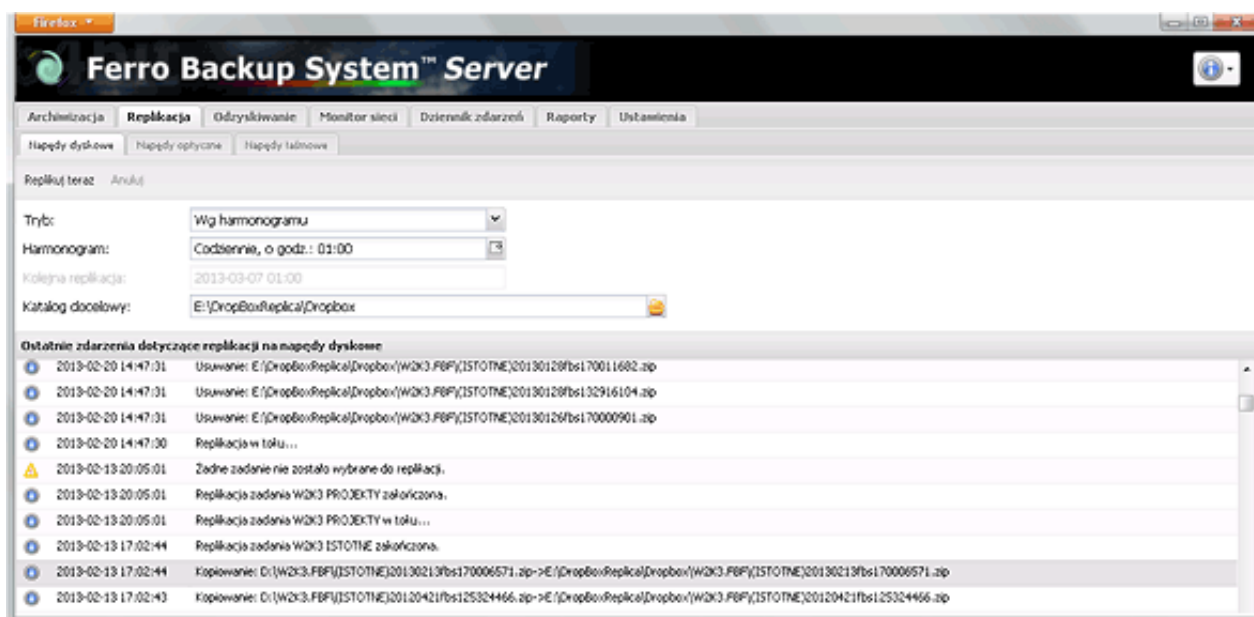 Firefox
Ferro Backup System™ Server
Archiwizacja Replikacja Odzyskiwanie Monitor sieci Dziennik zdarzeń Raporty Ustawienia
Napędy dyskowe Napędy optyczne Napędy taśmowe
Replikuj teraz Anuluj
Tryb: Wg harmonogramu
Harmonogram: Codziennie, o godz.: 01:00
Kolejna replikacja: 2013-03-07 01:00
Katalog docelowy: E:\DropBoxReplica\Dropbox
Ostatnie zdarzenia dotyczące replikacji na napędy dyskowe
2013-02-20 14:47:31 Usuwanie: E:\DropBoxReplica\Dropbox\(W2K3.FBF)\(ISTOTNE)20130128fbs170011682.zip
2013-02-20 14:47:31 Usuwanie: E:\DropBoxReplica\Dropbox\(W2K3.FBF)\(ISTOTNE)20130128fbs132916104.zip
2013-02-20 14:47:31 Usuwanie: E:\DropBoxReplica\Dropbox\(W2K3.FBF)\(ISTOTNE)20130126fbs170000901.zip
2013-02-20 14:47:30 Replikacja w toku...
2013-02-13 20:05:01 Żadne zadanie nie zostało wybrane do replikacji.
2013-02-13 20:05:01 Replikacja zadania W2K3 PROJEKTY zakończona.
2013-02-13 20:05:01 Replikacja zadania W2K3 PROJEKTY w toku...
2013-02-13 17:02:44 Replikacja zadania W2K3 ISTOTNE zakończona.
2013-02-13 17:02:44 Kopiowanie: D:\(W2K3.FBF)\(ISTOTNE)20130213fbs170006571.zip->E:\DropBoxReplica\Dropbox\(W2K3.FBF)\(ISTOTNE)20130213fbs170006571.zip
2013-02-13 17:02:43 Kopiowanie: D:\(W2K3.FBF)\(ISTOTNE)20120421fbs125324466.zip->E:\DropBoxReplica\Dropbox\(W2K3.FBF)\(ISTOTNE)20120421fbs125324466.zip